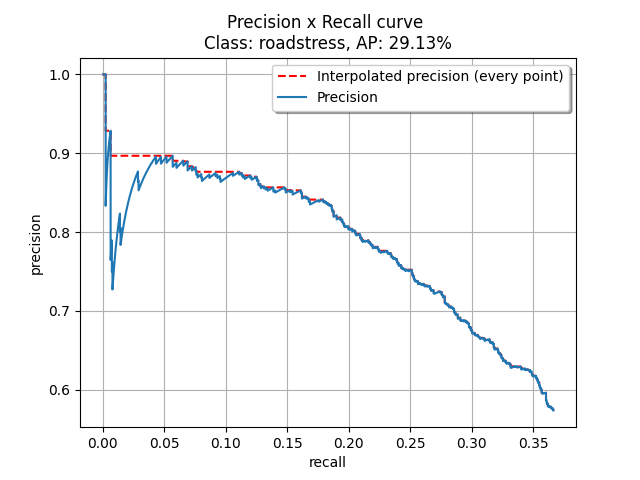 Precision x Recall curve
Class: roadstress, AP: 29.13%
Interpolated precision (every point)
Precision
1.0
0.9
0.8
0.7
0.6
precision
0.00 0.05 0.10 0.15 0.20 0.25 0.30 0.35
recall